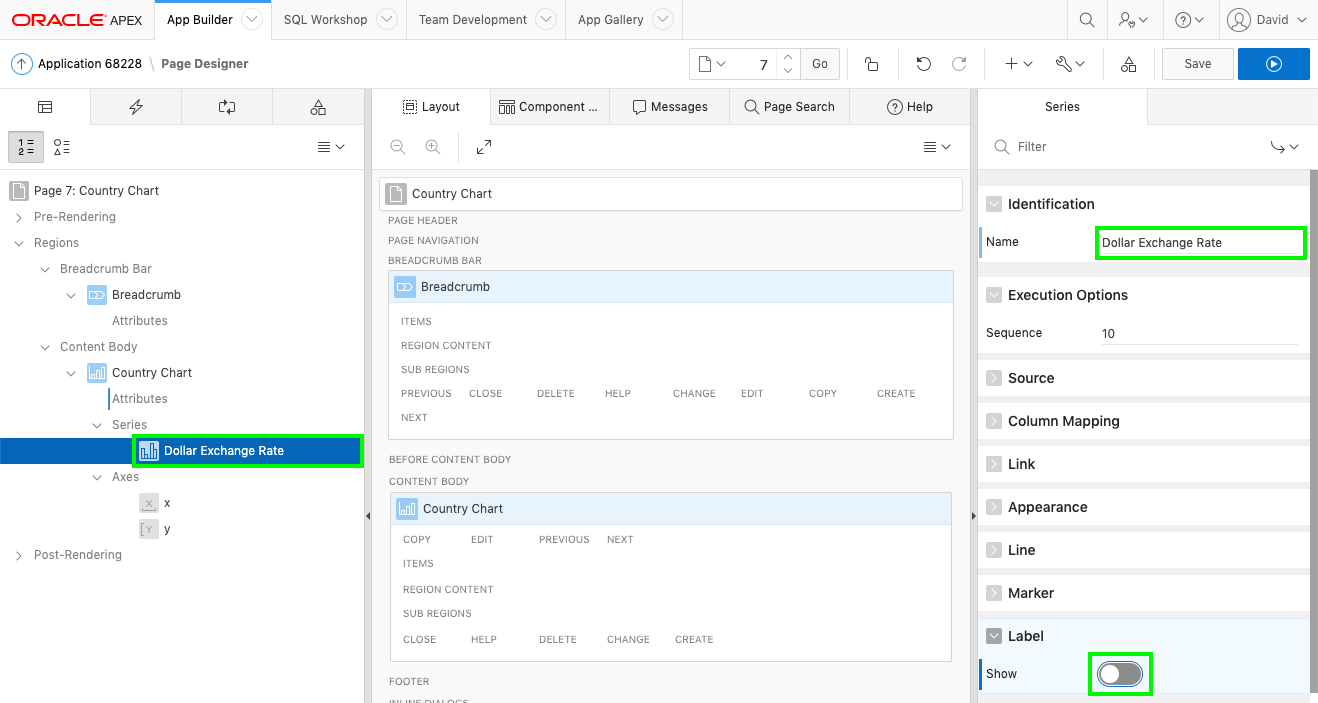 ORACLE APEX App Builder SQL Workshop Team Development App Gallery David
Application 68228 \ Page Designer 7 Go Save
Layout Component ... Messages Page Search Help Series
1 2
Filter
Page 7: Country Chart
Pre-Rendering
Regions
Breadcrumb Bar
Breadcrumb
Attributes
Content Body
Country Chart
Attributes
Series
Dollar Exchange Rate
Axes
x x
Y y
Post-Rendering
Country Chart
PAGE HEADER
PAGE NAVIGATION
BREADCRUMB BAR
Breadcrumb
ITEMS
REGION CONTENT
SUB REGIONS
PREVIOUS CLOSE DELETE HELP CHANGE EDIT COPY CREATE
NEXT
BEFORE CONTENT BODY
CONTENT BODY
Country Chart
COPY EDIT PREVIOUS NEXT
ITEMS
REGION CONTENT
SUB REGIONS
CLOSE HELP DELETE CHANGE CREATE
FOOTER
INLINE DIALOGS
Identification
Name Dollar Exchange Rate
Execution Options
Sequence 10
Source
Column Mapping
Link
Appearance
Line
Marker
Label
Show